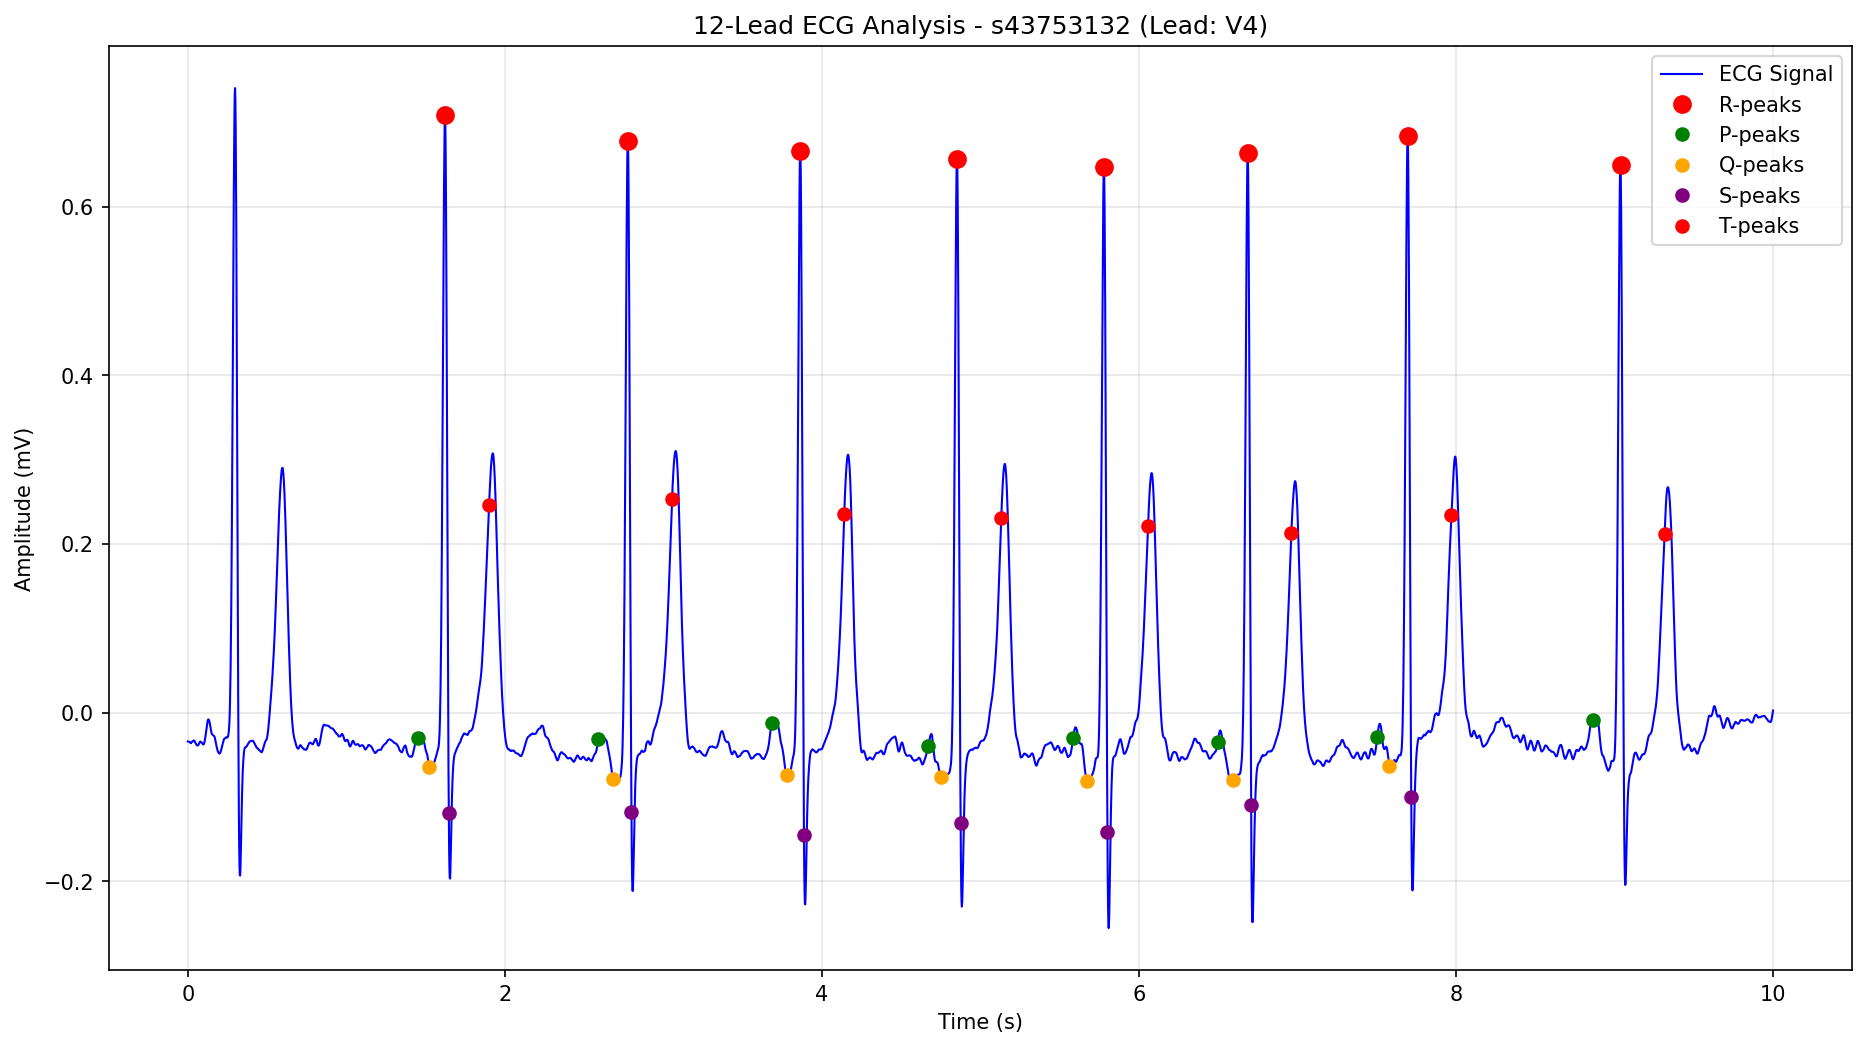 12-Lead ECG Analysis - s43753132 (Lead: V4)
ECG Signal
R-peaks
P-peaks
Q-peaks
S-peaks
T-peaks
Amplitude (mV)
0.6
0.4
0.2
0.0
−0.2
0
2
4
6
8
10
Time (s)